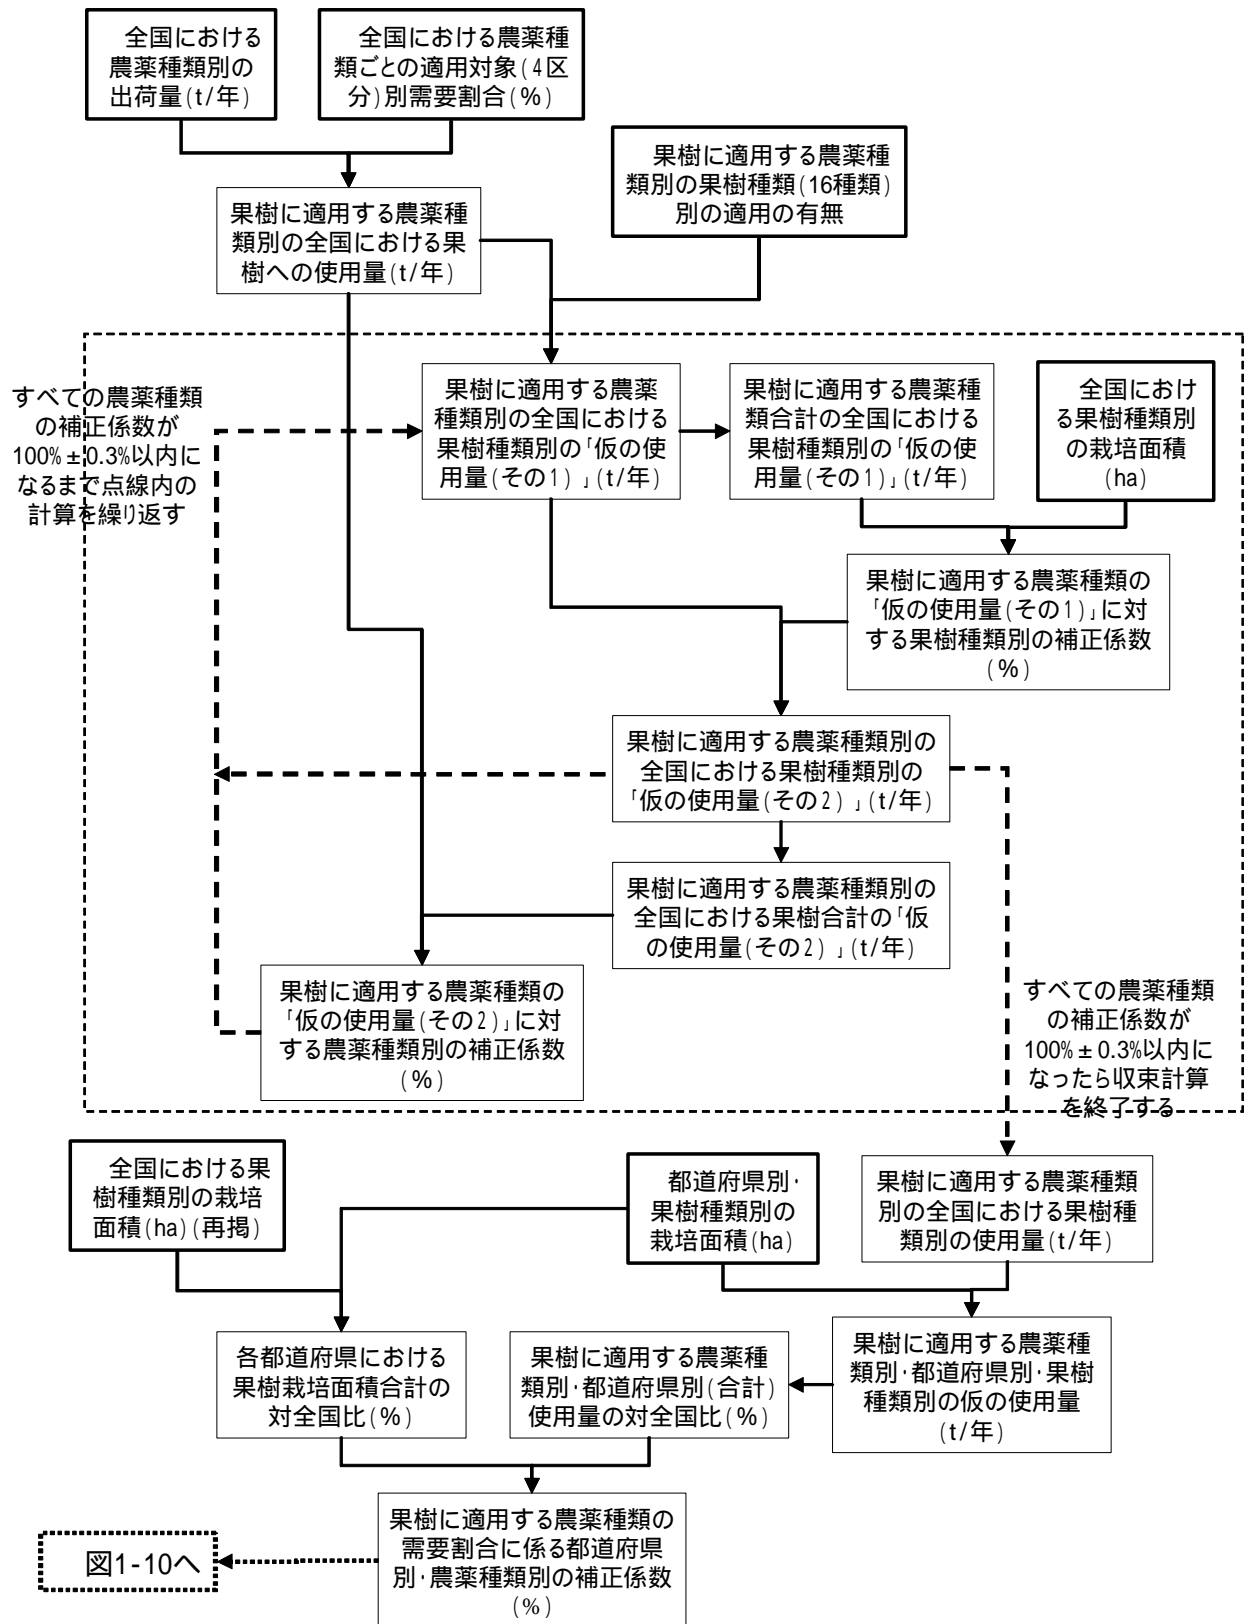 全国における
農薬種類別の
出荷量(t/年)
全国における農薬種
類ごとの適用対象(4区
分)別需要割合(%)
果樹に適用する農薬種
類別の果樹種類(16種類)
別の適用の有無
果樹に適用する農薬種
類別の全国における果
樹への使用量(t/年)
すべての農薬種類
の補正係数が
100%±0.3%以内に
なるまで点線内の
計算を繰り返す
果樹に適用する農薬
種類別の全国における
果樹種類別の「仮の使
用量(その1)」(t/年)
果樹に適用する農薬種
類合計の全国における
果樹種類別の「仮の使
用量(その1)」(t/年)
全国におけ
る果樹種類別
の栽培面積
(ha)
果樹に適用する農薬種類の
「仮の使用量(その1)」に対
する果樹種類別の補正係数
(%)
果樹に適用する農薬種類別の
全国における果樹種類別の
「仮の使用量(その2)」(t/年)
果樹に適用する農薬種類別の
全国における果樹合計の「仮
の使用量(その2)」(t/年)
果樹に適用する農薬種類の
「仮の使用量(その2)」に対
する農薬種類別の補正係数
(%)
すべての農薬種類
の補正係数が
100%±0.3%以内に
なったら収束計算
を終了する
全国における果
樹種類別の栽培
面積(ha)(再掲)
都道府県別・
果樹種類別の
栽培面積(ha)
果樹に適用する農薬種類
別の全国における果樹種
類別の使用量(t/年)
各都道府県における
果樹栽培面積合計の
対全国比(%)
果樹に適用する農薬種
類別・都道府県別(合計)
使用量の対全国比(%)
果樹に適用する農薬種
類別・都道府県別・果樹
種類別の仮の使用量
(t/年)
果樹に適用する農薬種類の
需要割合に係る都道府県
別・農薬種類別の補正係数
(%)
図1-10へ